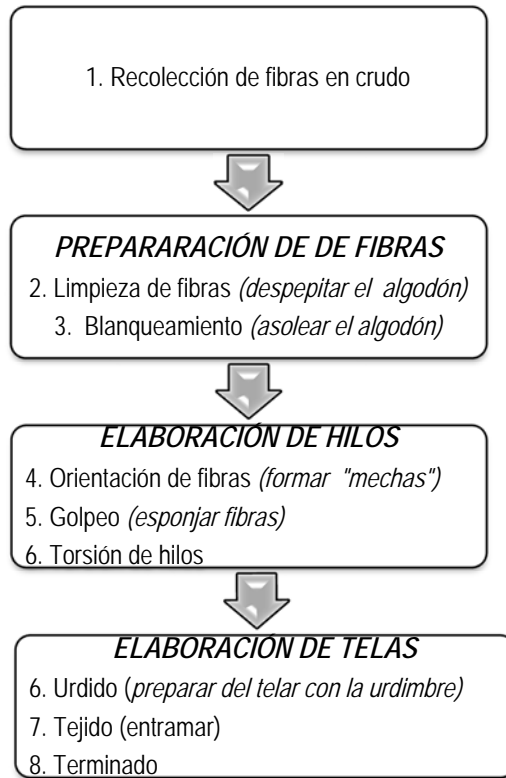 1. Recolección de fibras en crudo
PREPARARACIÓN DE DE FIBRAS
2. Limpieza de fibras (despepitar el algodón)
3. Blanqueamiento (asolear el algodón)
ELABORACIÓN DE HILOS
4. Orientación de fibras (formar "mechas")
5. Golpeo (esponjar fibras)
6. Torsión de hilos
ELABORACIÓN DE TELAS
6. Urdido (preparar del telar con la urdimbre)
7. Tejido (entramar)
8. Terminado